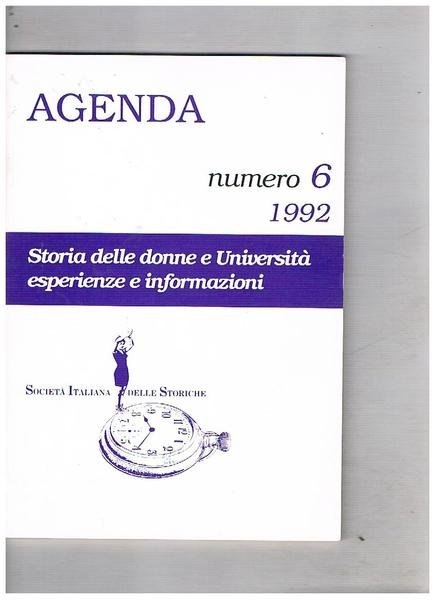 AGENDA
numero 6
1992
Storia delle donne e Università
esperienze e informazioni
SOCIETÀ ITALIANA DELLE STORICHE